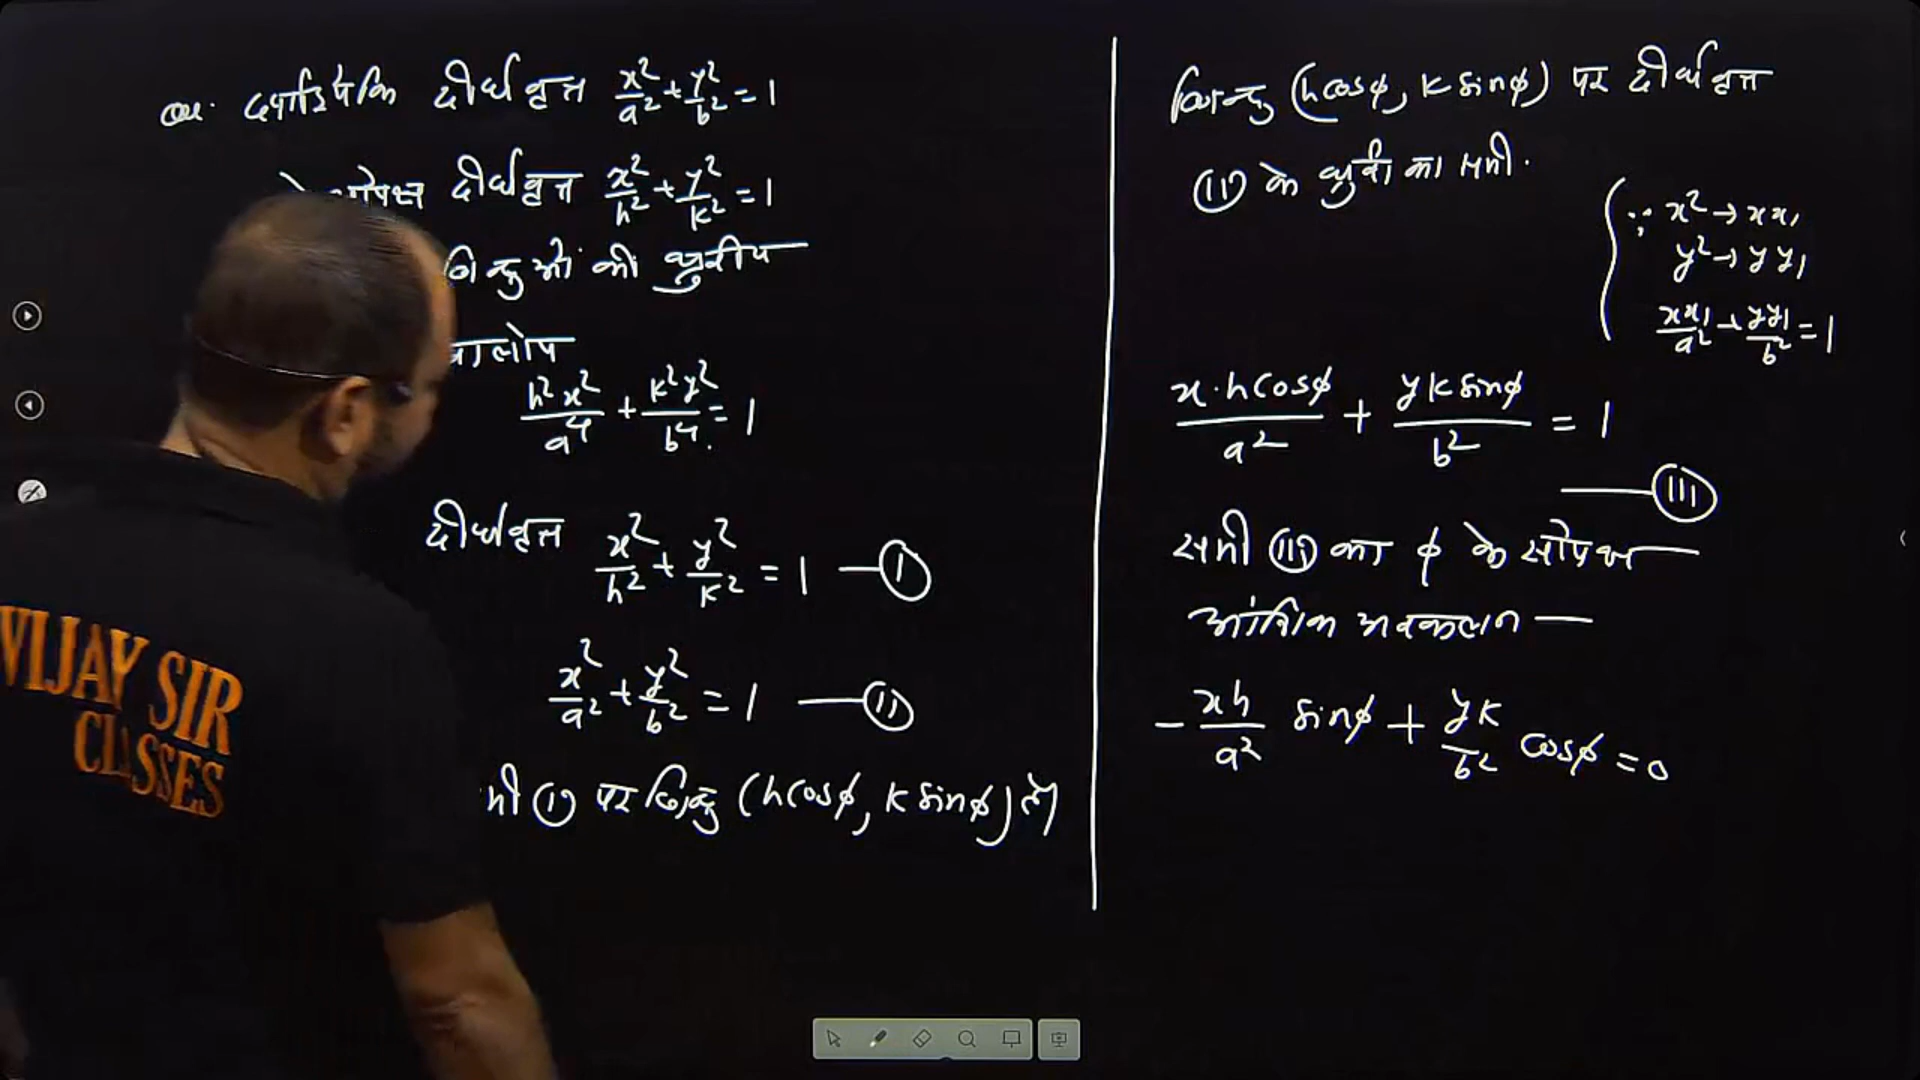 दर्शाइये कि दीर्घवृत्त x²/a² + y²/b² = 1
के सापेक्ष दीर्घवृत्त x²/h² + y²/k² = 1
बिन्दुओं की ध्रुवीय
का लोप
h²x²/a⁴ + k²y²/b⁴ = 1
दीर्घवृत्त x²/h² + y²/k² = 1 — (I)
x²/a² + y²/b² = 1 — (II)
(I) पर बिन्दु (h cosφ, k sinφ) ले
बिन्दु (h cosφ, k sinφ) पर दीर्घवृत्त
(II) के ध्रुवी का समी.
∵ x² → xx₁
y² → yy₁
xx₁/a² + yy₁/b² = 1
x·h cosφ/a² + y k sinφ/b² = 1
— (III)
समी (III) का φ के सापेक्ष —
आंशिक अवकलन —
- xh/a² sinφ + yk/b² cosφ = 0
VIJAY SIR
CLASSES